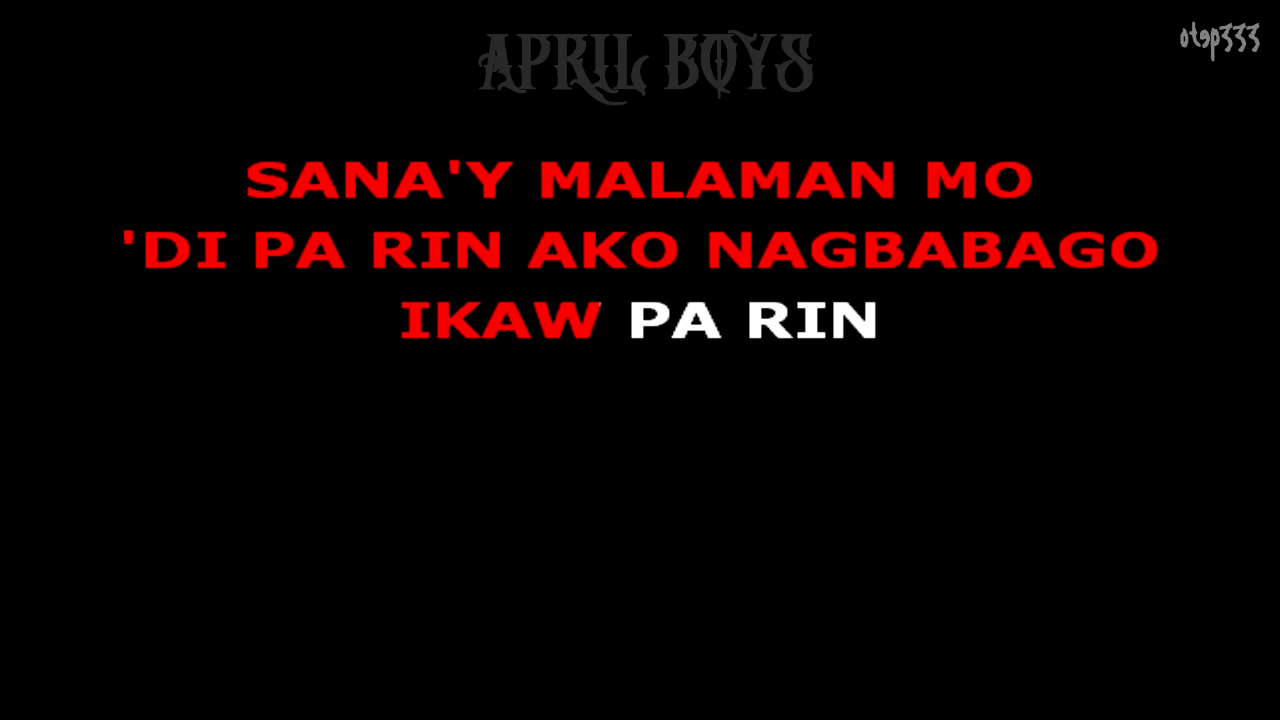 APRIL BOYS
otep333
SANA'Y MALAMAN MO
'DI PA RIN AKO NAGBABAGO
IKAW PA RIN